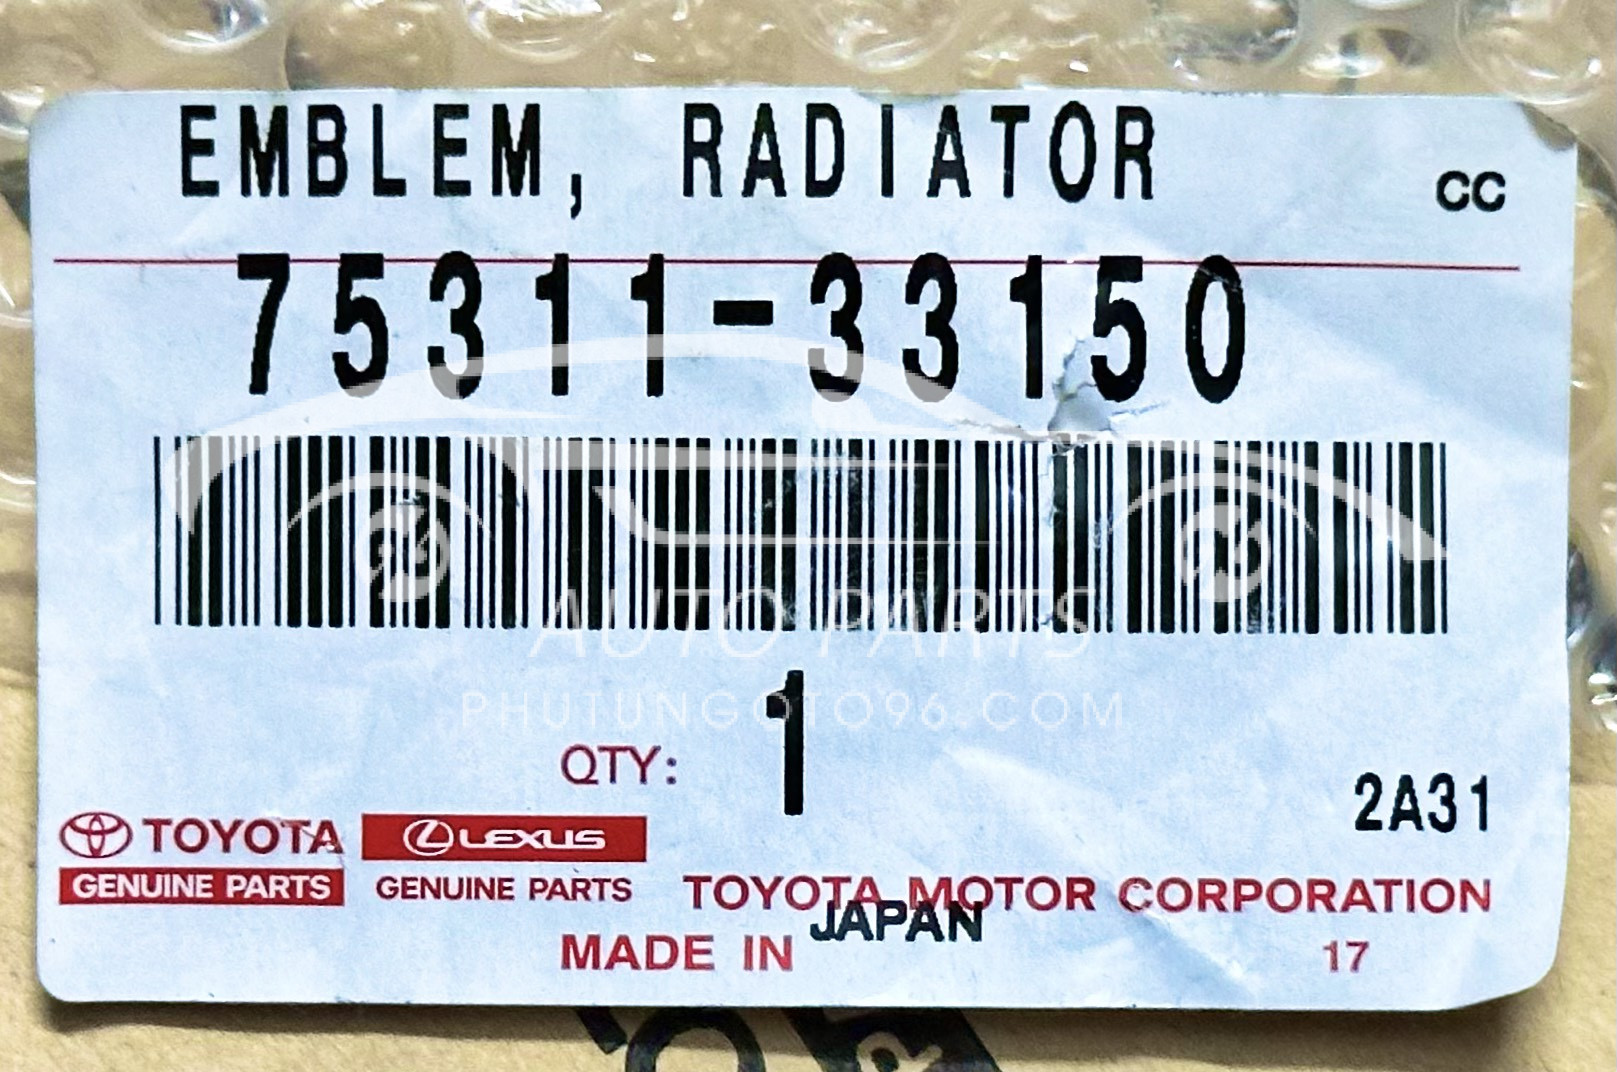 EMBLEM, RADIATOR
CC
75311-33150
AUTO PARTS
PHUTUNGOTO96.COM
QTY: 1
2A31
TOYOTA
GENUINE PARTS
LEXUS
GENUINE PARTS
TOYOTA MOTOR CORPORATION
MADE IN JAPAN
17